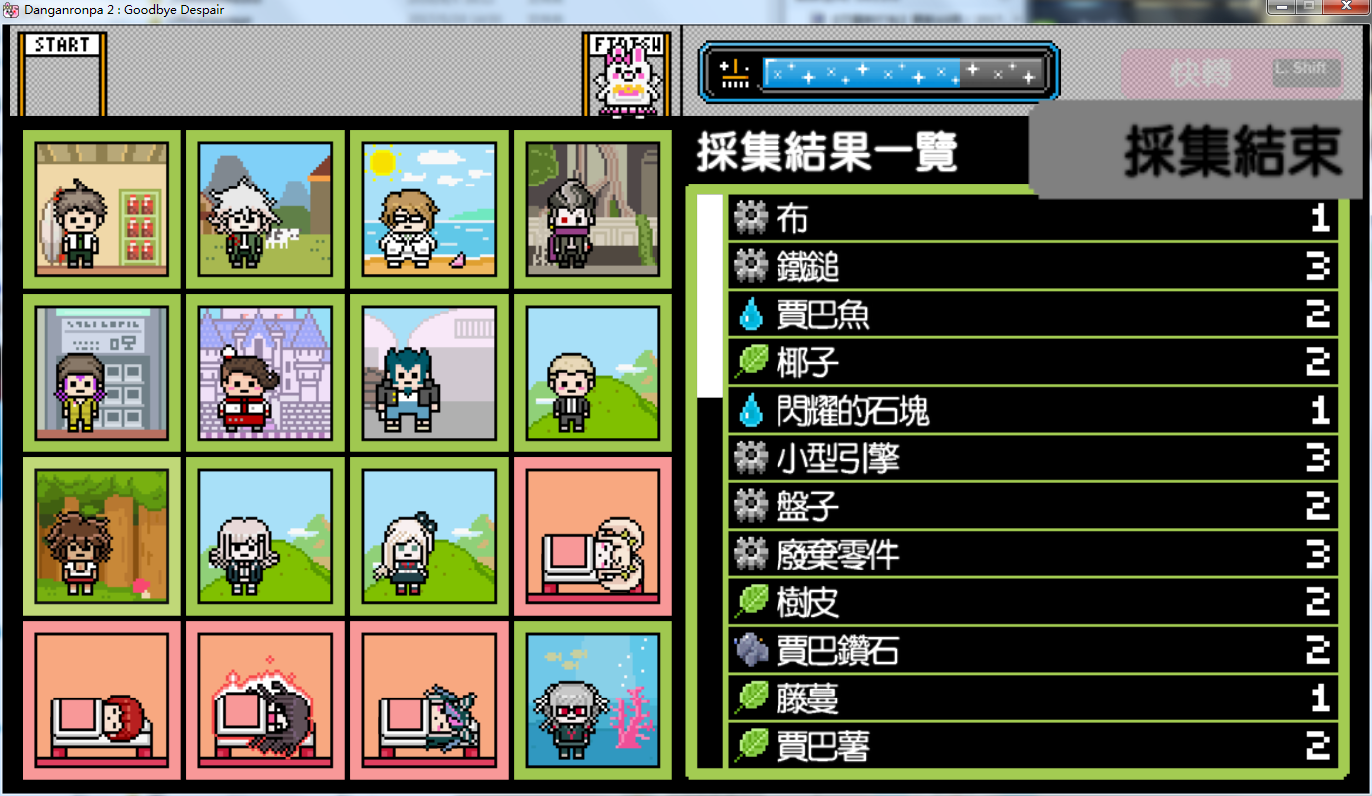 Danganronpa 2 : Goodbye Despair
START
FINISH
快轉
L. Shift
採集結果一覽
採集結束
布 1
鐵鎚 3
賈巴魚 2
椰子 2
閃耀的石塊 1
小型引擎 3
盤子 2
廢棄零件 3
樹皮 2
賈巴鑽石 2
藤蔓 1
賈巴薯 2